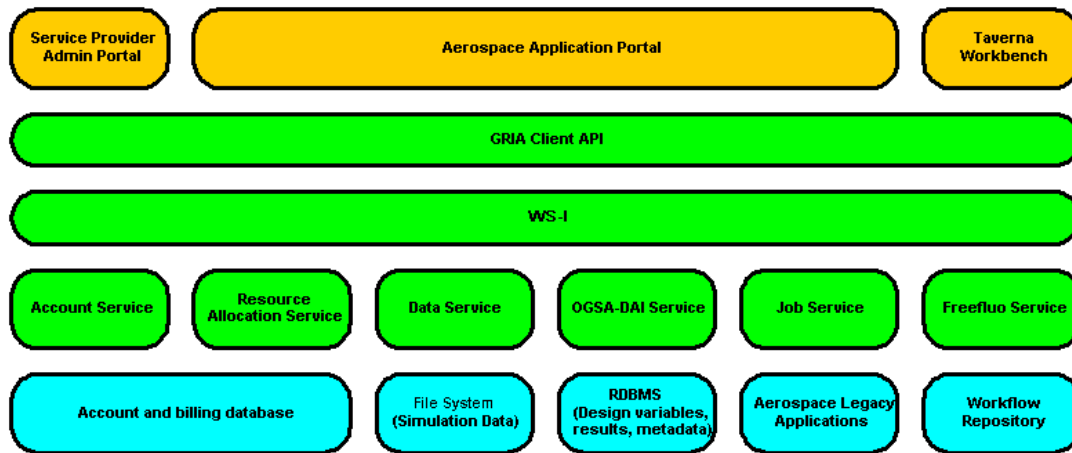 Service Provider
Admin Portal
Aerospace Application Portal
Taverna
Workbench
GRIA Client API
WS-I
Account Service
Resource
Allocation Service
Data Service
OGSA-DAI Service
Job Service
Freefluo Service
Account and billing database
File System
(Simulation Data)
RDBMS
(Design variables,
results, metadata)
Aerospace Legacy
Applications
Workflow
Repository